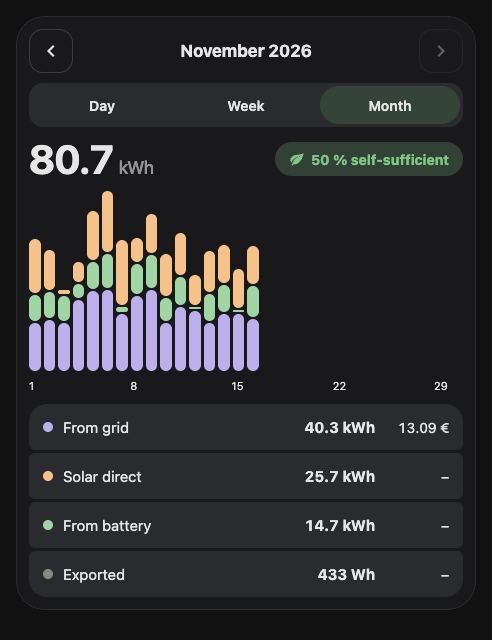 November 2026
Day Week Month
80.7 kWh
50 % self-sufficient
1 8 15 22 29
From grid 40.3 kWh 13.09 €
Solar direct 25.7 kWh –
From battery 14.7 kWh –
Exported 433 Wh –